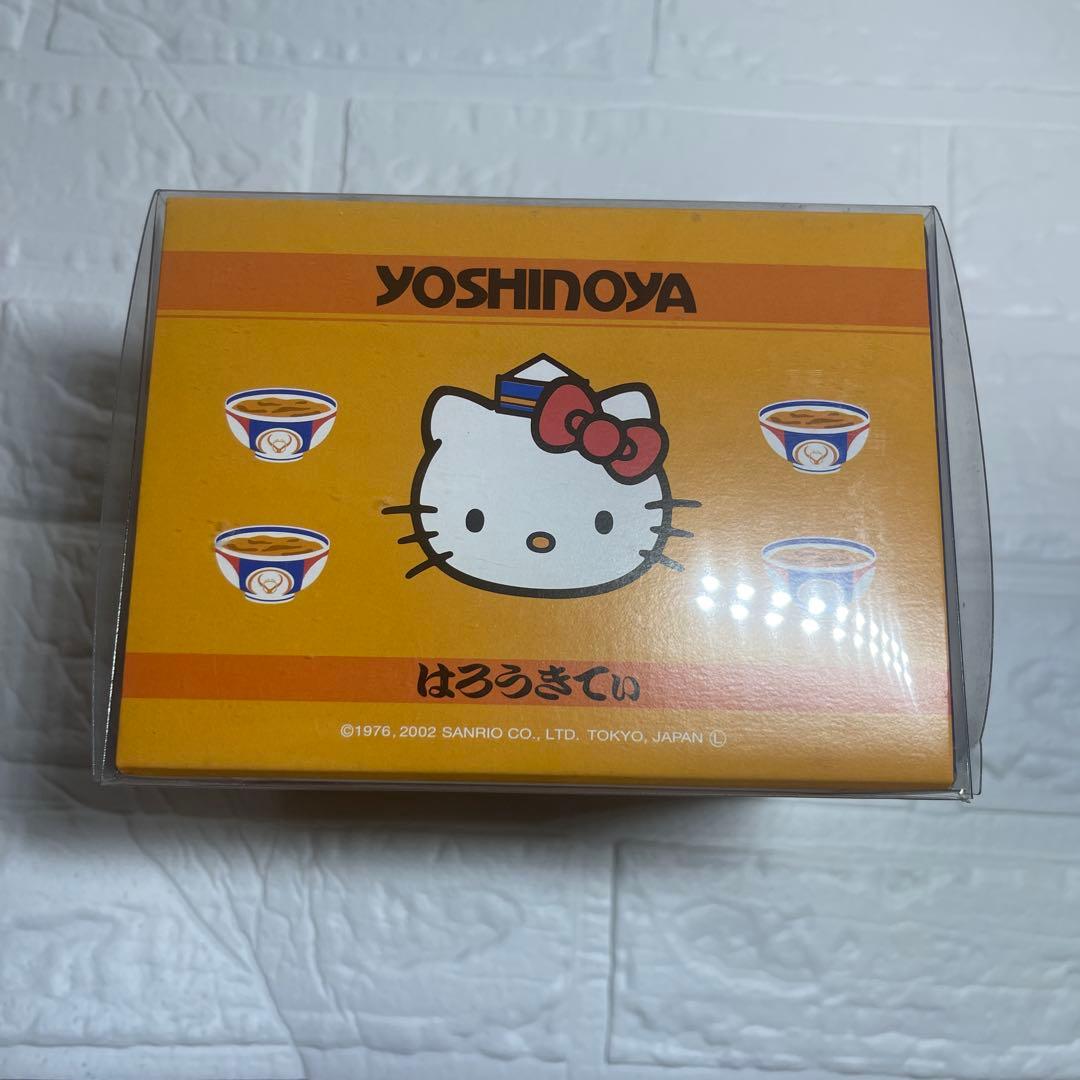 YOSHINOYA
はろうきてぃ
©1976, 2002 SANRIO CO., LTD. TOKYO, JAPAN Ⓛ